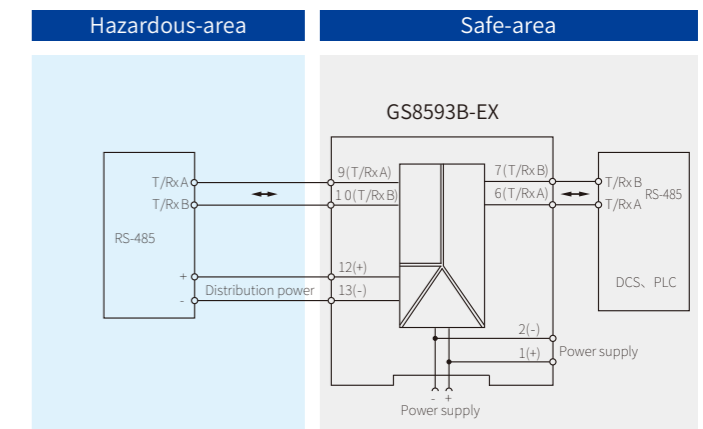 Hazardous-area
Safe-area
GS8593B-EX
T/RxA
T/RxB
RS-485
+
-
Distribution power
9(T/RxA)
10(T/RxB)
12(+)
13(-)
7(T/RxB)
6(T/RxA)
2(-)
1(+)
Power supply
- +
Power supply
T/RxB
RS-485
T/RxA
DCS、PLC